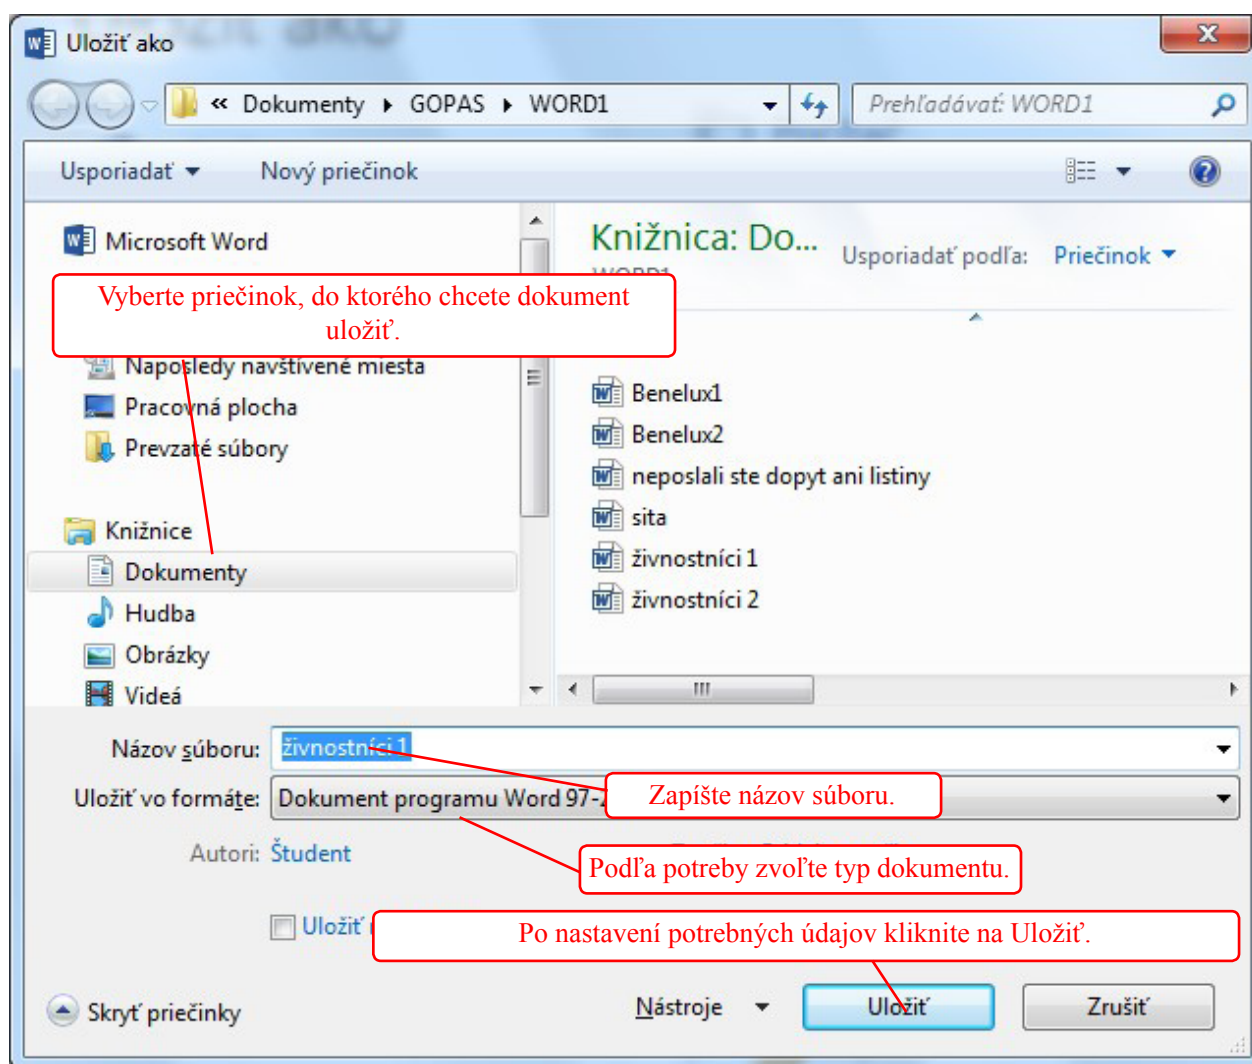 Uložiť ako
« Dokumenty ▸ GOPAS ▸ WORD1
Prehľadávať: WORD1
Usporiadať
Nový priečinok
Microsoft Word
Knižnica: Do...
WORD1
Usporiadať podľa: Priečinok
Vyberte priečinok, do ktorého chcete dokument
uložiť.
Naposledy navštívené miesta
Pracovná plocha
Prevzaté súbory
Knižnice
Dokumenty
Hudba
Obrázky
Videá
Benelux1
Benelux2
neposlali ste dopyt ani listiny
sita
živnostníci 1
živnostníci 2
Názov súboru: živnostníci 1
Uložiť vo formáte: Dokument programu Word 97-
Zapíšte názov súboru.
Autori: Študent
Podľa potreby zvoľte typ dokumentu.
Uložiť
Po nastavení potrebných údajov kliknite na Uložiť.
Skryť priečinky
Nástroje
Uložiť
Zrušiť